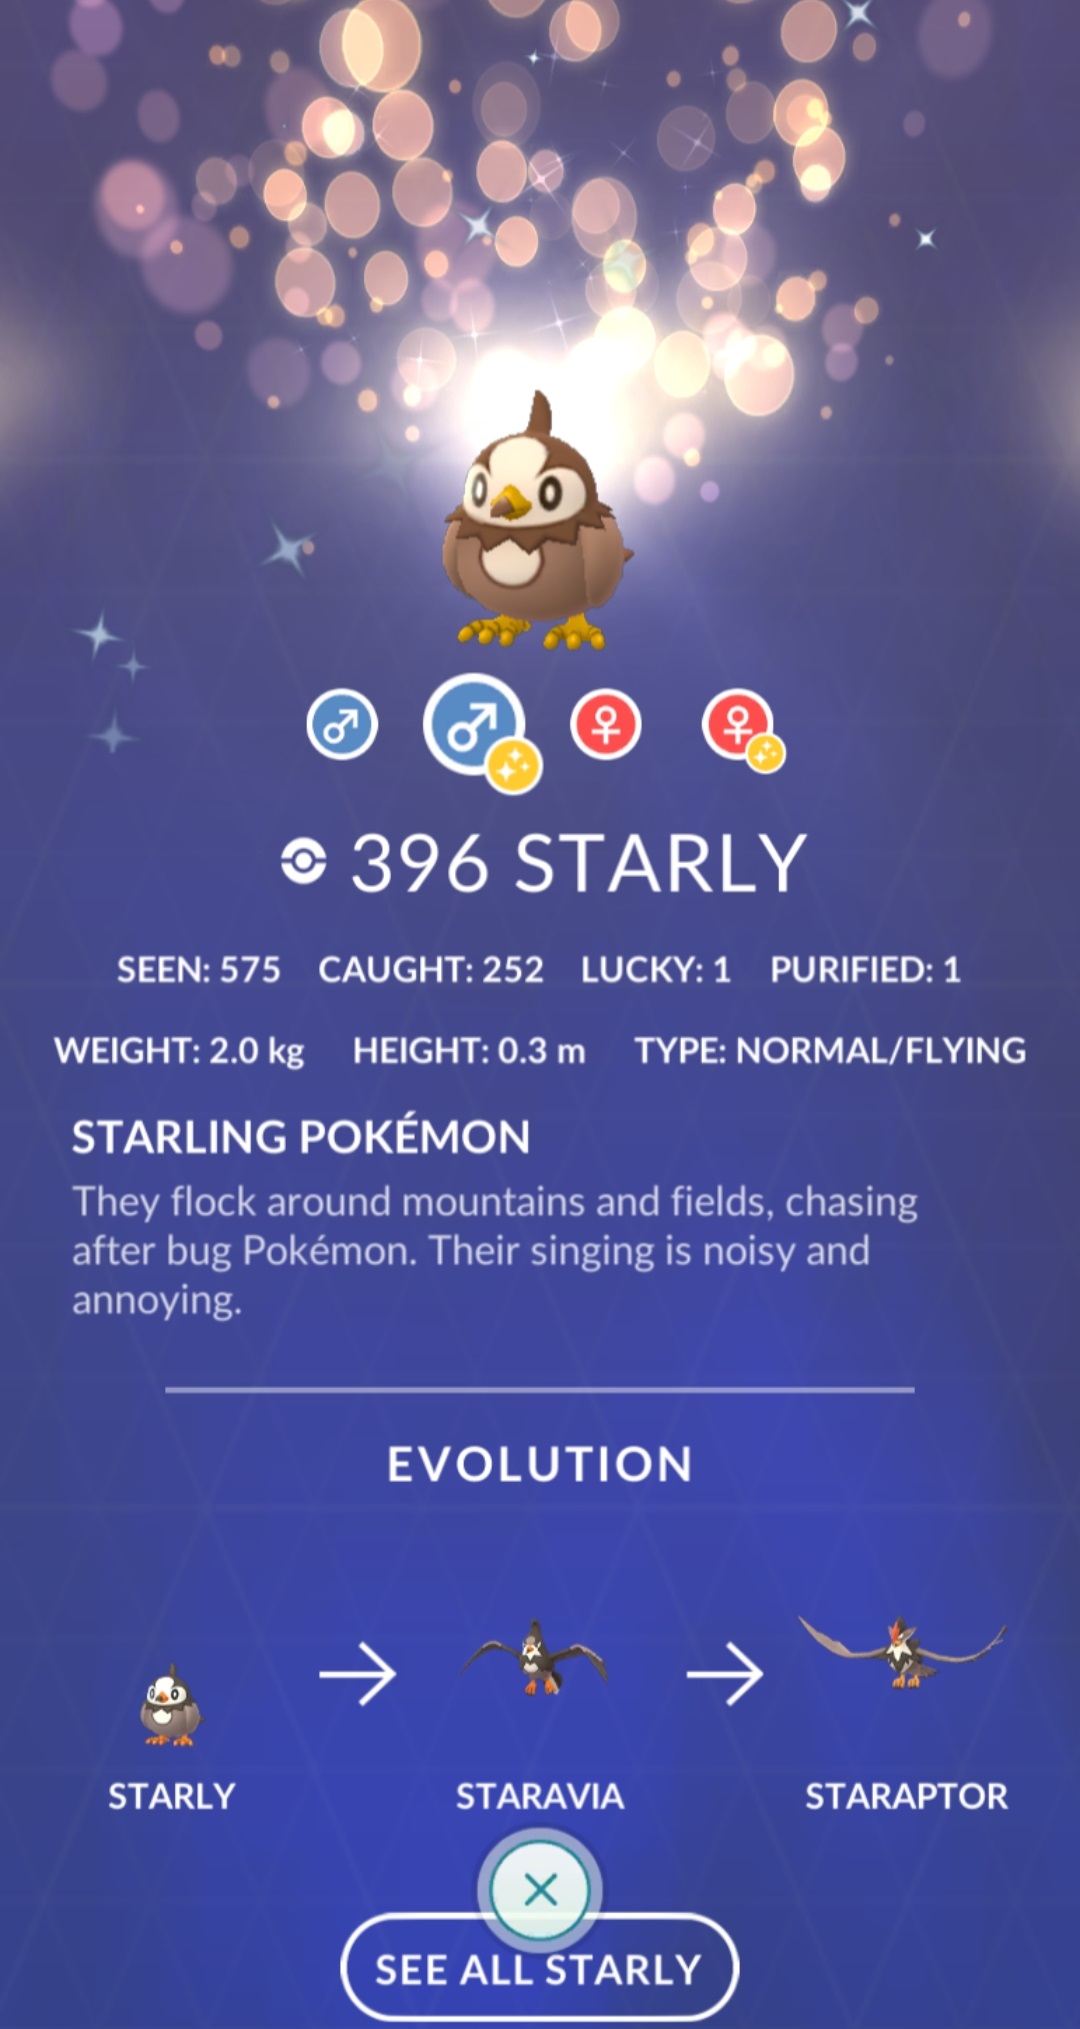 396 STARLY
SEEN: 575 CAUGHT: 252 LUCKY: 1 PURIFIED: 1
WEIGHT: 2.0 kg HEIGHT: 0.3 m TYPE: NORMAL/FLYING
STARLING POKÉMON
They flock around mountains and fields, chasing
after bug Pokémon. Their singing is noisy and
annoying.
EVOLUTION
STARLY STARAVIA STARAPTOR
SEE ALL STARLY